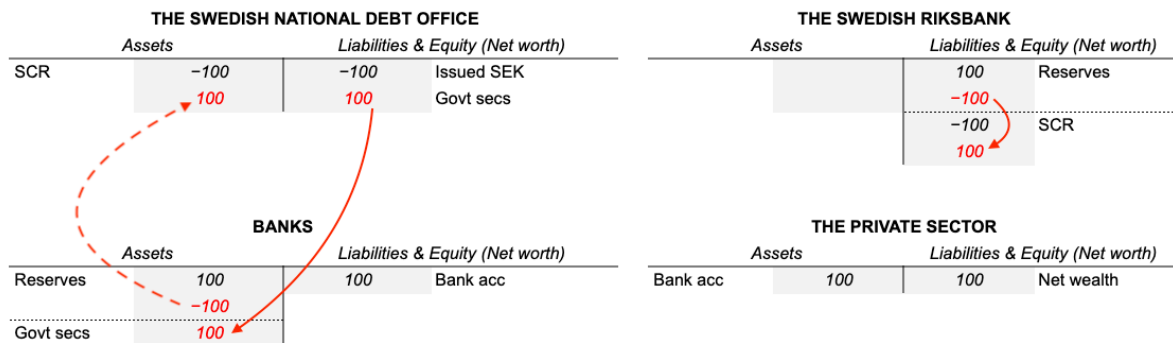 THE SWEDISH NATIONAL DEBT OFFICE
Assets Liabilities & Equity (Net worth)
SCR −100 −100 Issued SEK
100 100 Govt secs
THE SWEDISH RIKSBANK
Assets Liabilities & Equity (Net worth)
100 Reserves
−100
−100 SCR
100
BANKS
Assets Liabilities & Equity (Net worth)
Reserves 100 100 Bank acc
−100
Govt secs 100
THE PRIVATE SECTOR
Assets Liabilities & Equity (Net worth)
Bank acc 100 100 Net wealth